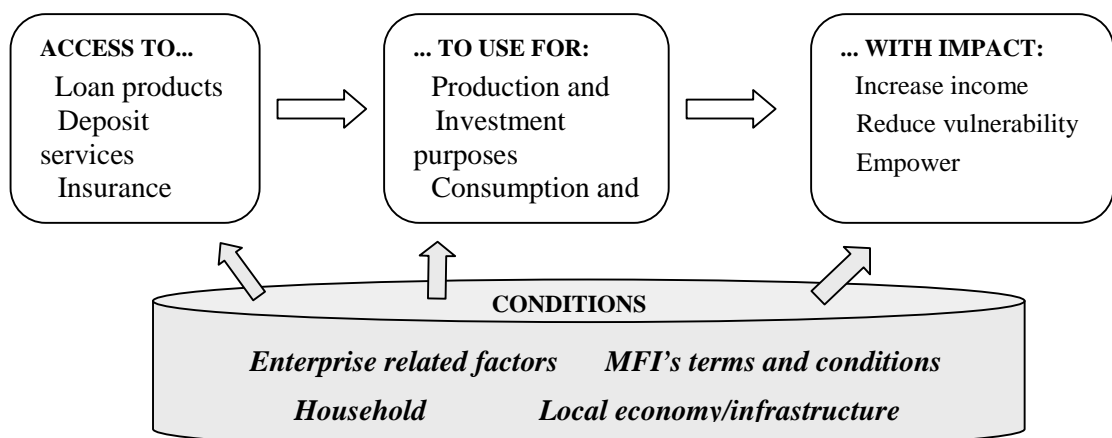 ACCESS TO...
Loan products
Deposit
services
Insurance
... TO USE FOR:
Production and
Investment
purposes
Consumption and
... WITH IMPACT:
Increase income
Reduce vulnerability
Empower
CONDITIONS
Enterprise related factors MFI's terms and conditions
Household Local economy/infrastructure